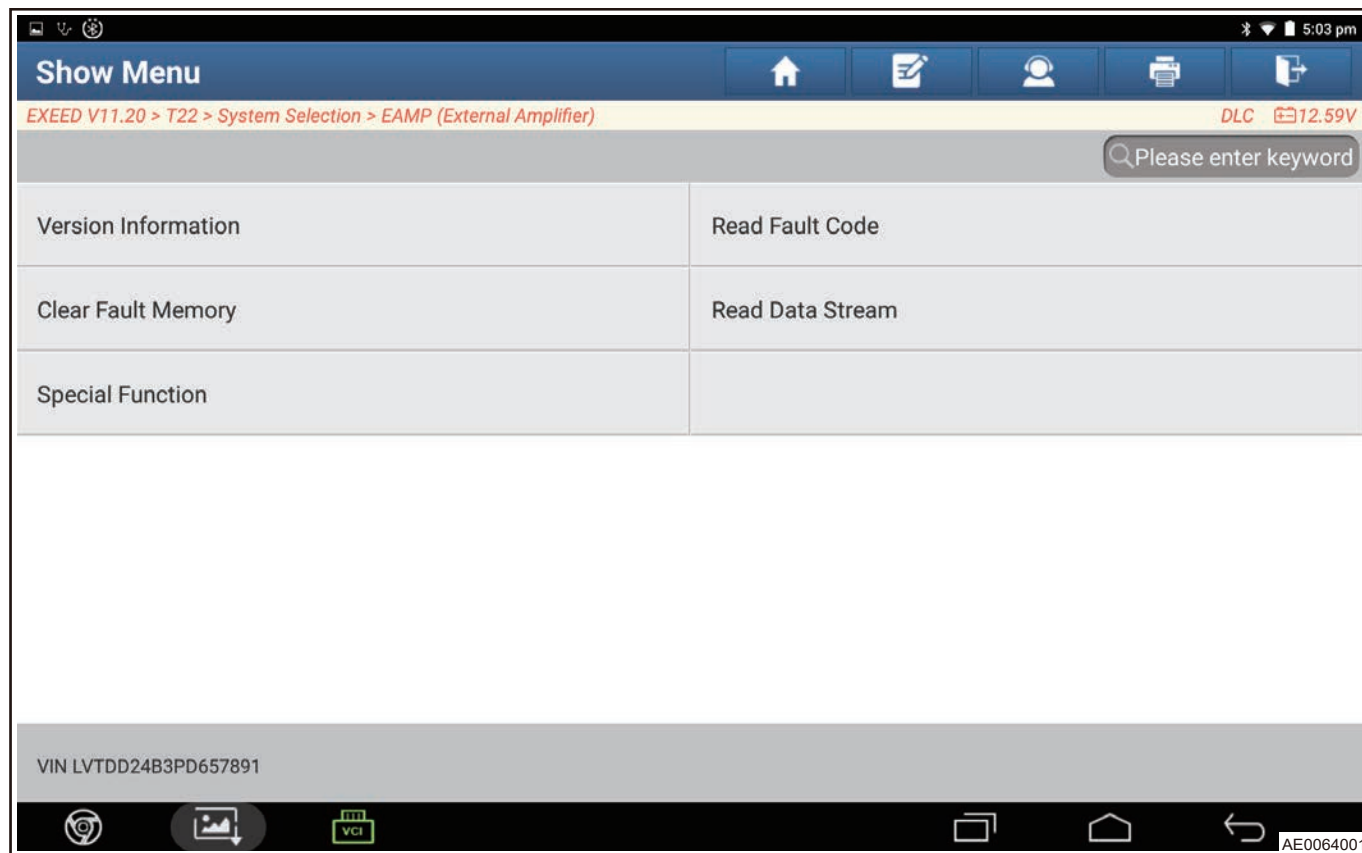 5:03 pm
Show Menu
EXEED V11.20 > T22 > System Selection > EAMP (External Amplifier)
DLC 12.59V
Please enter keyword
Version Information
Read Fault Code
Clear Fault Memory
Read Data Stream
Special Function
VIN LVTDD24B3PD657891
VCI
AE0064001